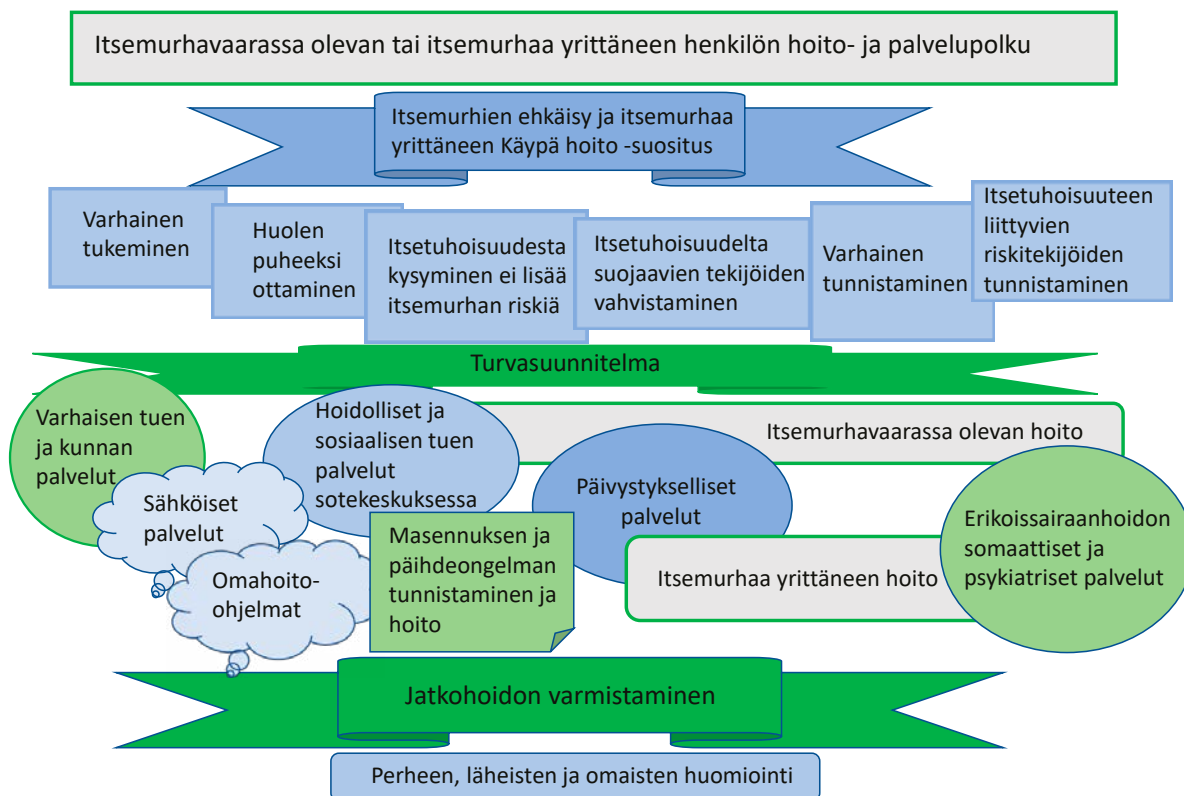 Itsemurhavaarassa olevan tai itsemurhaa yrittäneen henkilön hoito- ja palvelupolku
Itsemurhien ehkäisy ja itsemurhaa
yrittäneen Käypä hoito -suositus
Varhainen
tukeminen
Huolen
puheeksi
ottaminen
Itsetuhoisuudesta
kysyminen ei lisää
itsemurhan riskiä
Itsetuhoisuudelta
suojaavien tekijöiden
vahvistaminen
Varhainen
tunnistaminen
Itsetuhoisuuteen
liittyvien
riskitekijöiden
tunnistaminen
Turvasuunnitelma
Varhaisen tuen
ja kunnan
palvelut
Sähköiset
palvelut
Omahoito-
ohjelmat
Hoidolliset ja
sosiaalisen tuen
palvelut
sotekeskuksessa
Masennuksen ja
päihdeongelman
tunnistaminen ja
hoito
Itsemurhavaarassa olevan hoito
Päivystykselliset
palvelut
Itsemurhaa yrittäneen hoito
Erikoissairaanhoidon
somaattiset ja
psykiatriset palvelut
Jatkohoidon varmistaminen
Perheen, läheisten ja omaisten huomiointi